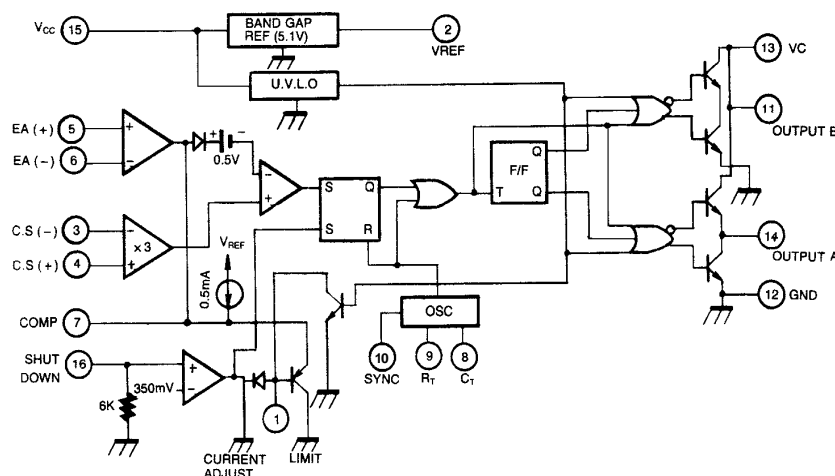 Vcc 15
BAND GAP
REF (5.1V)
2
VREF
13 VC
U.V.L.O
11
OUTPUT B
EA (+) 5
EA (−) 6
+
−
+ −
0.5V
−
+
S Q
S R
F/F
Q
T Q
C.S (−) 3
C.S (+) 4
−
× 3
+
VREF
0.5mA
14
OUTPUT A
COMP 7
12 GND
OSC
10
SYNC
9
RT
8
CT
SHUT
DOWN
16
+
350mV −
6K
1
CURRENT
ADJUST
LIMIT